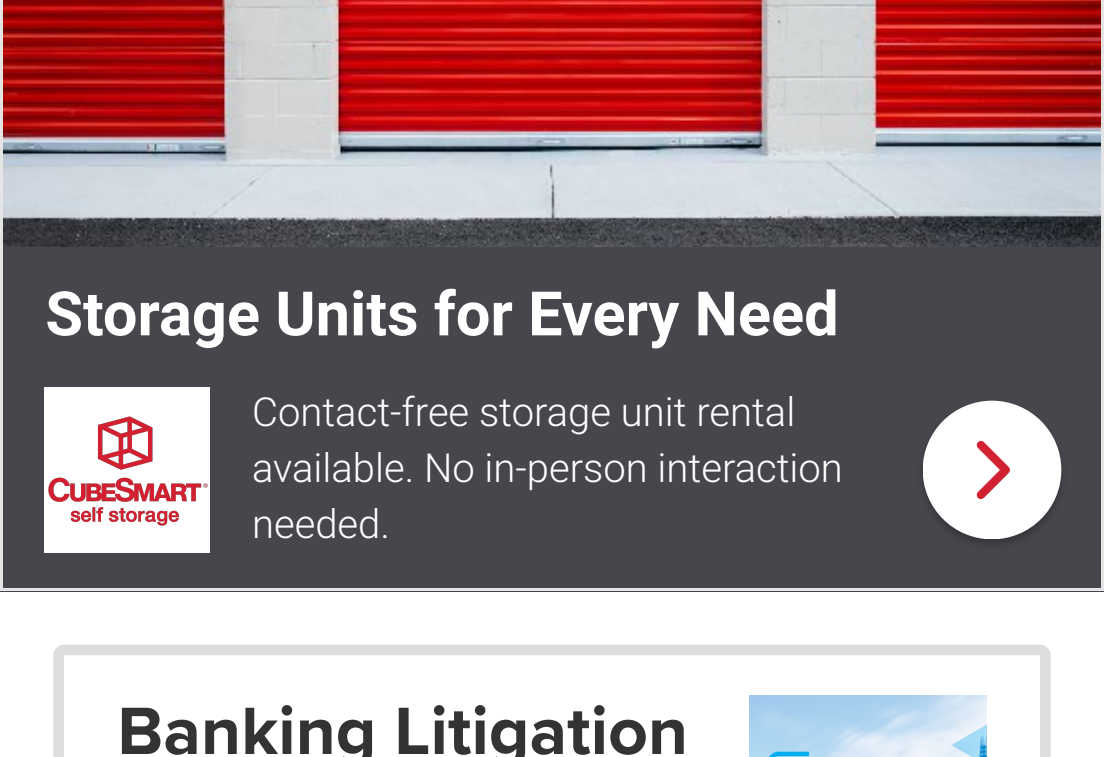 Storage Units for Every Need
Contact-free storage unit rental
available. No in-person interaction
needed.
CUBESMART®
self storage
Banking Litigation